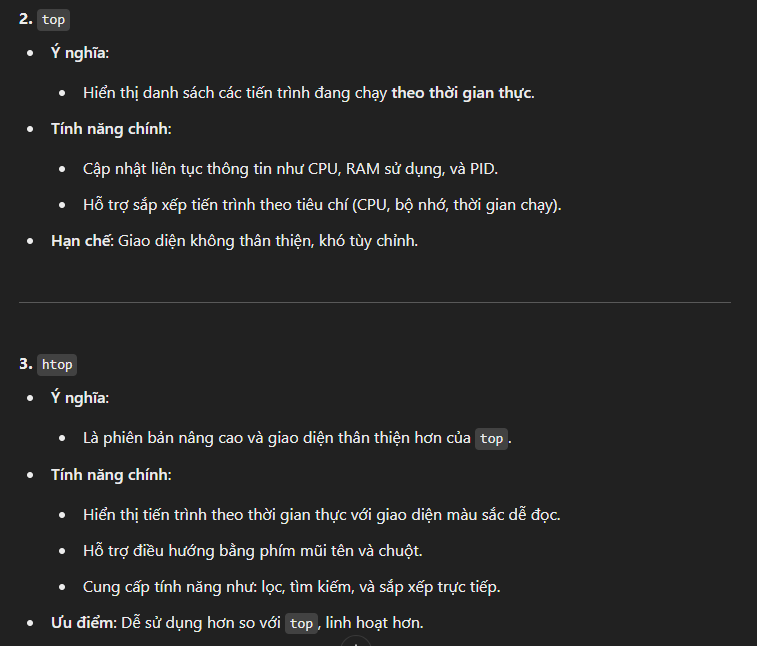 2. top
• Ý nghĩa:
• Hiển thị danh sách các tiến trình đang chạy theo thời gian thực.
• Tính năng chính:
• Cập nhật liên tục thông tin như CPU, RAM sử dụng, và PID.
• Hỗ trợ sắp xếp tiến trình theo tiêu chí (CPU, bộ nhớ, thời gian chạy).
• Hạn chế: Giao diện không thân thiện, khó tùy chỉnh.
3. htop
• Ý nghĩa:
• Là phiên bản nâng cao và giao diện thân thiện hơn của top.
• Tính năng chính:
• Hiển thị tiến trình theo thời gian thực với giao diện màu sắc dễ đọc.
• Hỗ trợ điều hướng bằng phím mũi tên và chuột.
• Cung cấp tính năng như: lọc, tìm kiếm, và sắp xếp trực tiếp.
• Ưu điểm: Dễ sử dụng hơn so với top, linh hoạt hơn.